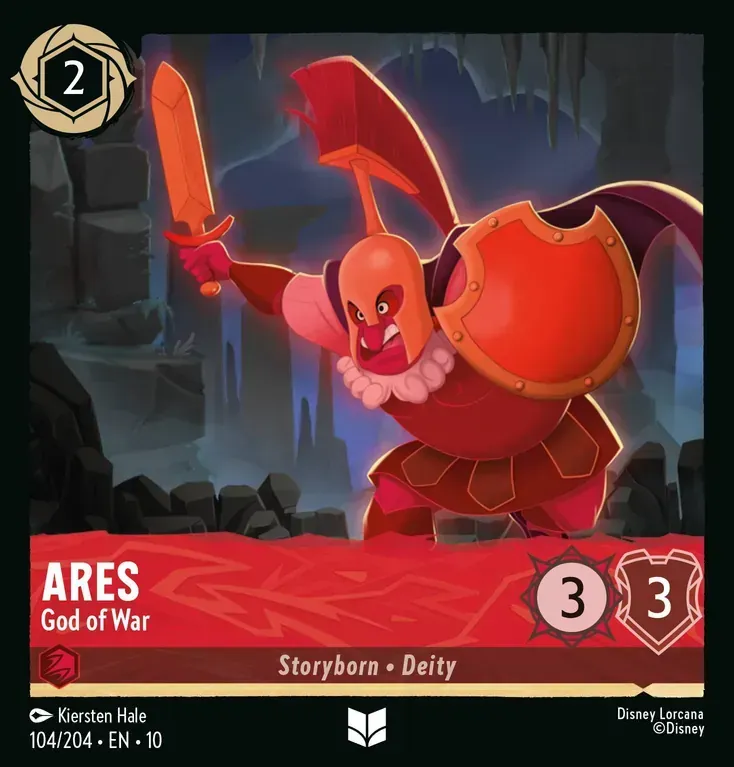 2
ARES
God of War
3
3
Storyborn • Deity
Kiersten Hale
Disney Lorcana
104/204 • EN • 10
©Disney